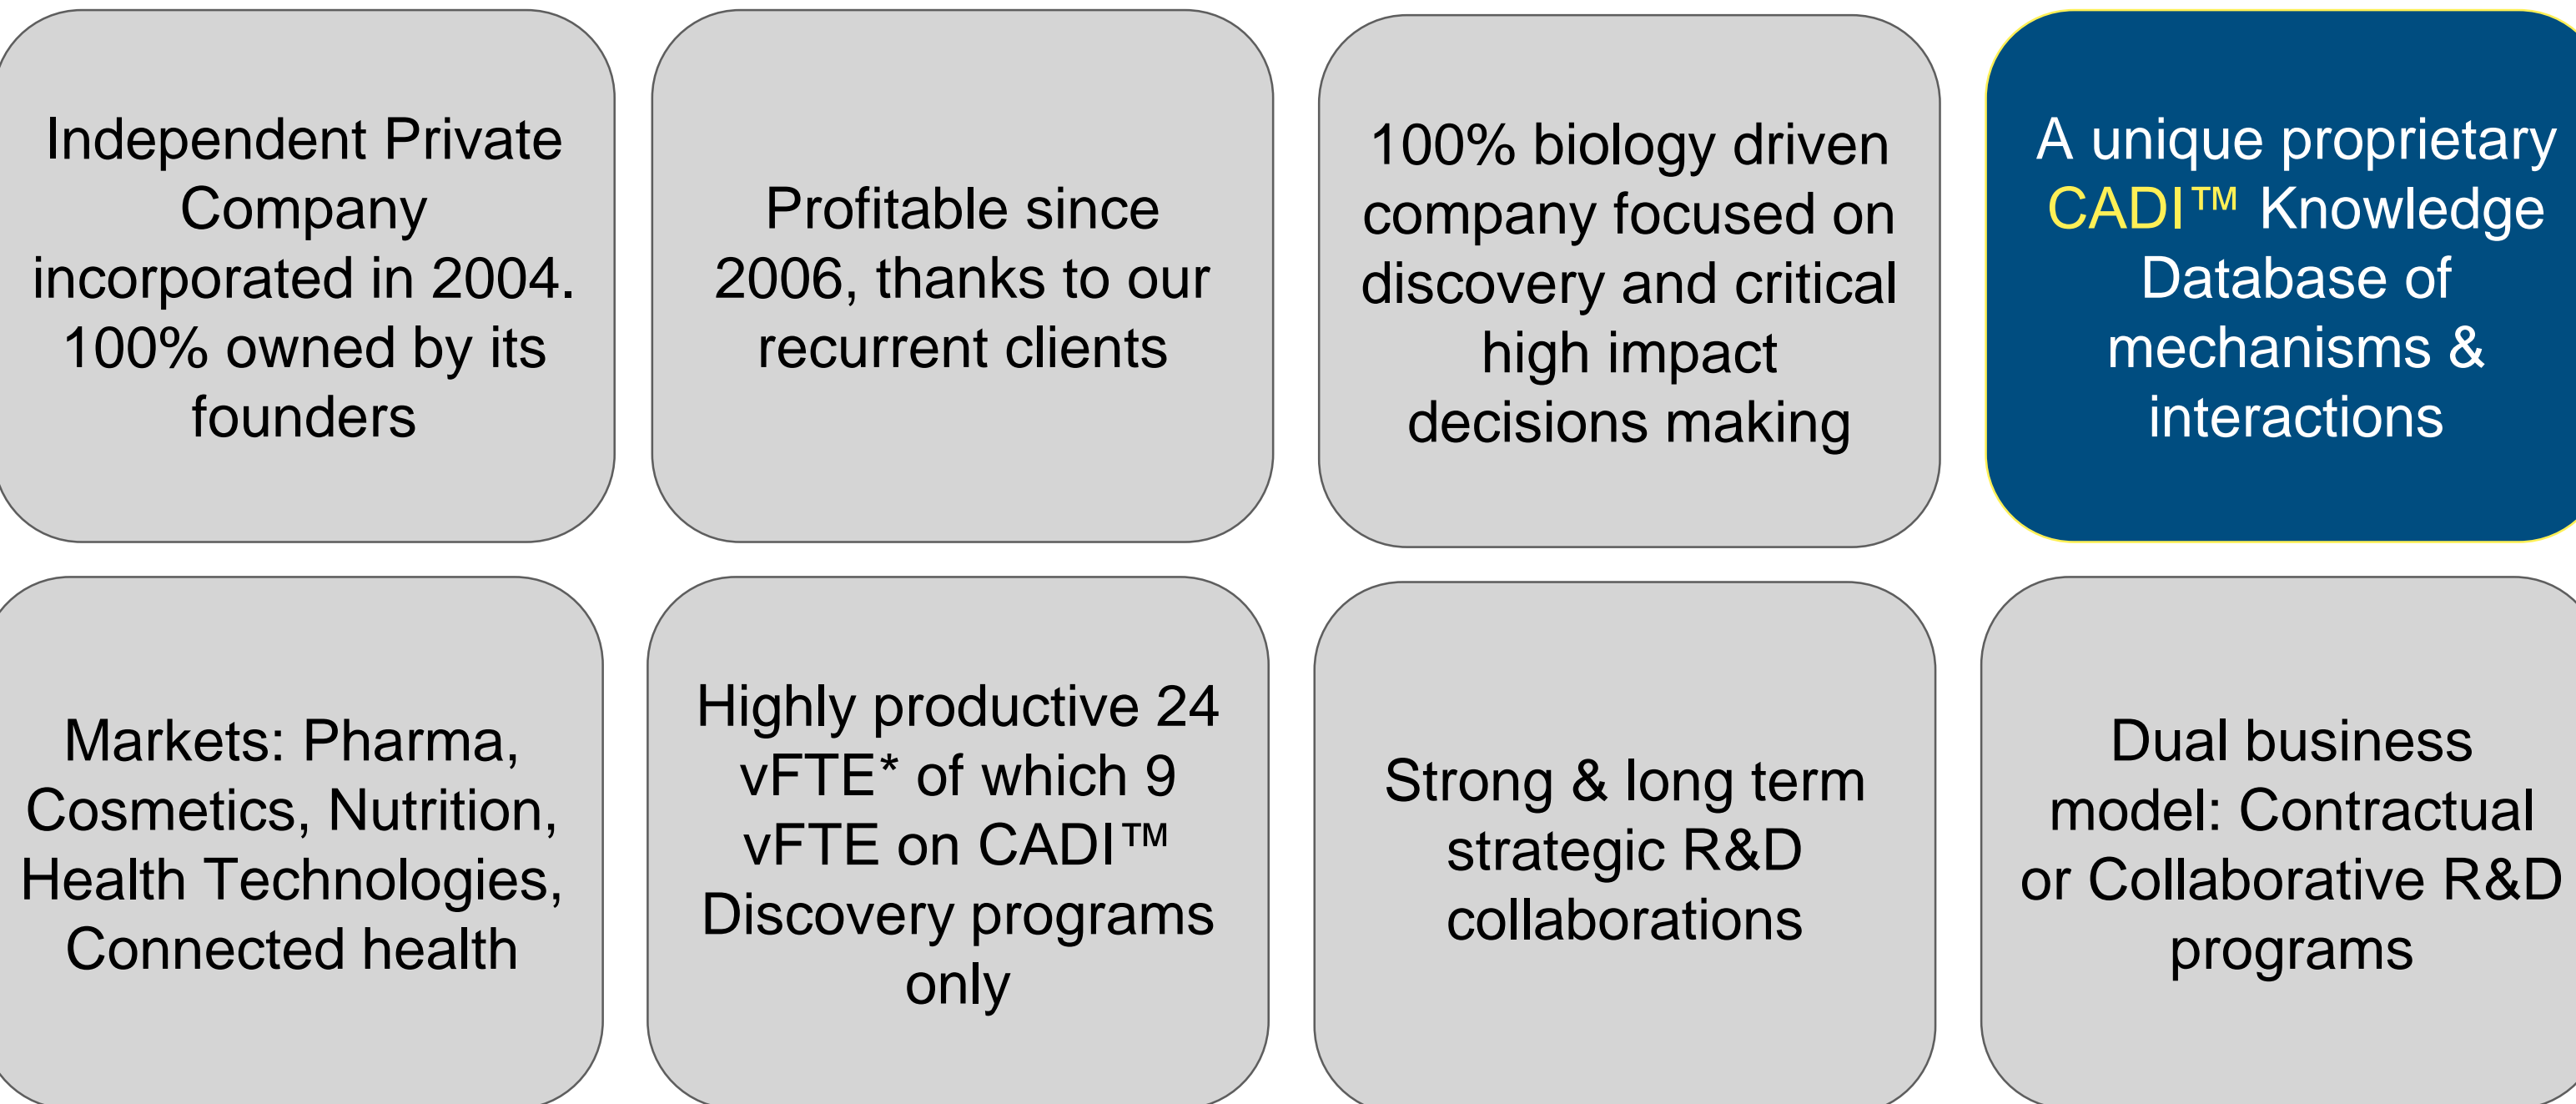 Independent Private
Company
incorporated in 2004.
100% owned by its
founders
Profitable since
2006, thanks to our
recurrent clients
100% biology driven
company focused on
discovery and critical
high impact
decisions making
A unique proprietary
CADI™ Knowledge
Database of
mechanisms &
interactions
Markets: Pharma,
Cosmetics, Nutrition,
Health Technologies,
Connected health
Highly productive 24
vFTE* of which 9
vFTE on CADI™
Discovery programs
only
Strong & long term
strategic R&D
collaborations
Dual business
model: Contractual
or Collaborative R&D
programs